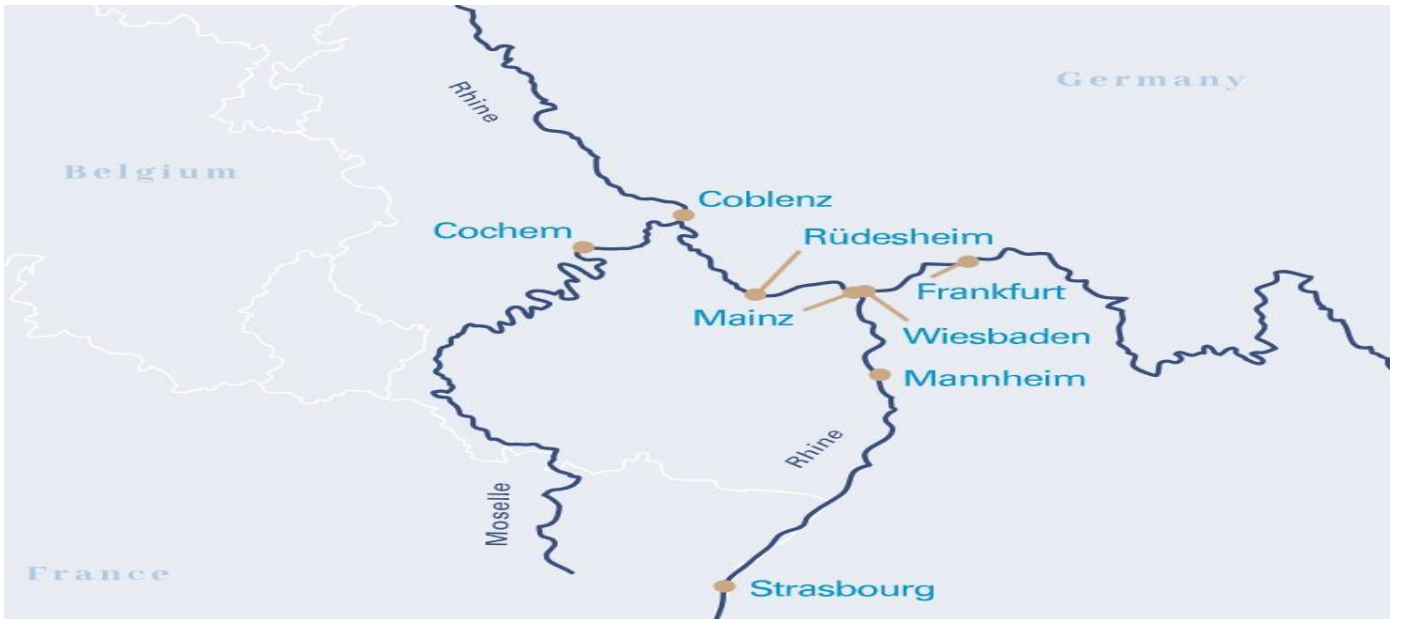 Germany
Rhine
Belgium
Coblenz
Cochem
Rüdesheim
Frankfurt
Mainz
Wiesbaden
Mannheim
Rhine
Moselle
France
Strasbourg